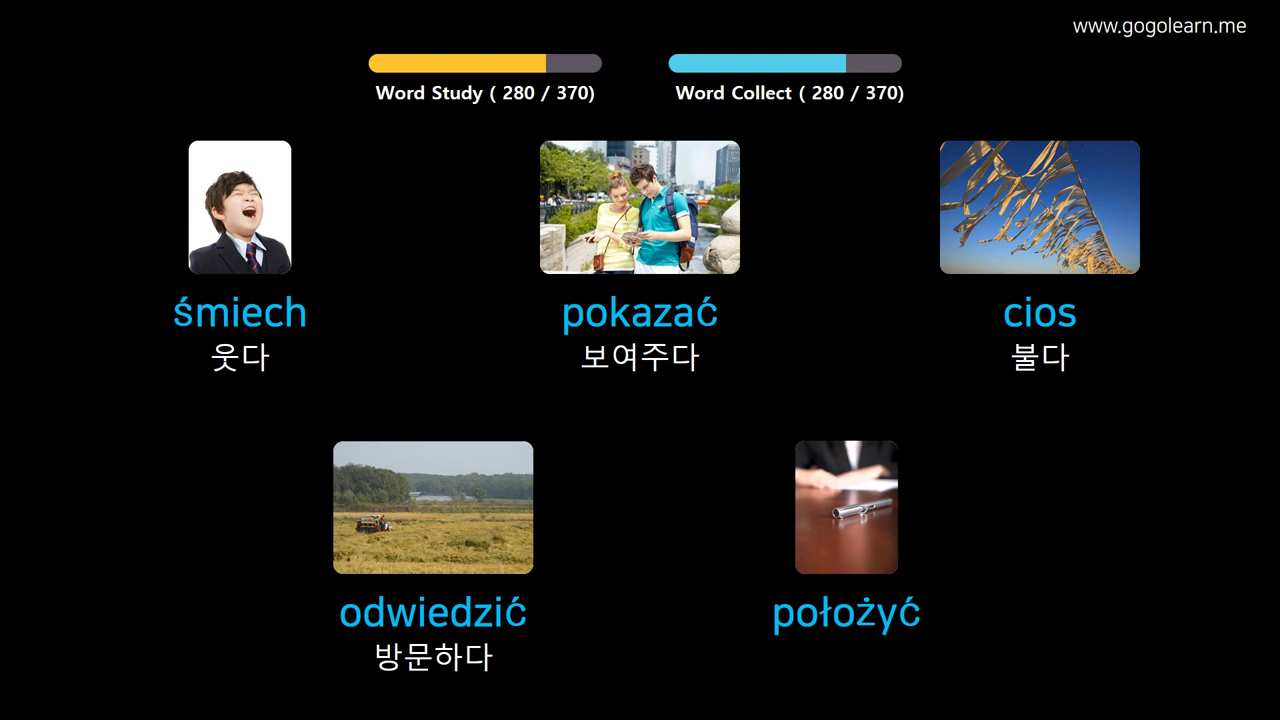 www.gogolearn.me
Word Study ( 280 / 370)
Word Collect ( 280 / 370)
śmiech
웃다
pokazać
보여주다
cios
불다
odwiedzić
방문하다
położyć